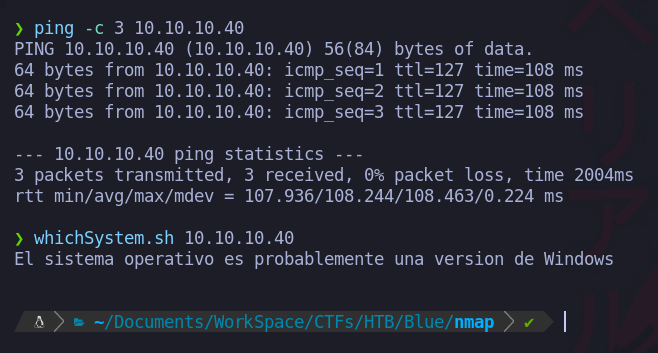 ❯ ping -c 3 10.10.10.40
PING 10.10.10.40 (10.10.10.40) 56(84) bytes of data.
64 bytes from 10.10.10.40: icmp_seq=1 ttl=127 time=108 ms
64 bytes from 10.10.10.40: icmp_seq=2 ttl=127 time=108 ms
64 bytes from 10.10.10.40: icmp_seq=3 ttl=127 time=108 ms
--- 10.10.10.40 ping statistics ---
3 packets transmitted, 3 received, 0% packet loss, time 2004ms
rtt min/avg/max/mdev = 107.936/108.244/108.463/0.224 ms
❯ whichSystem.sh 10.10.10.40
El sistema operativo es probablemente una version de Windows
~/Documents/WorkSpace/CTFs/HTB/Blue/nmap ✔